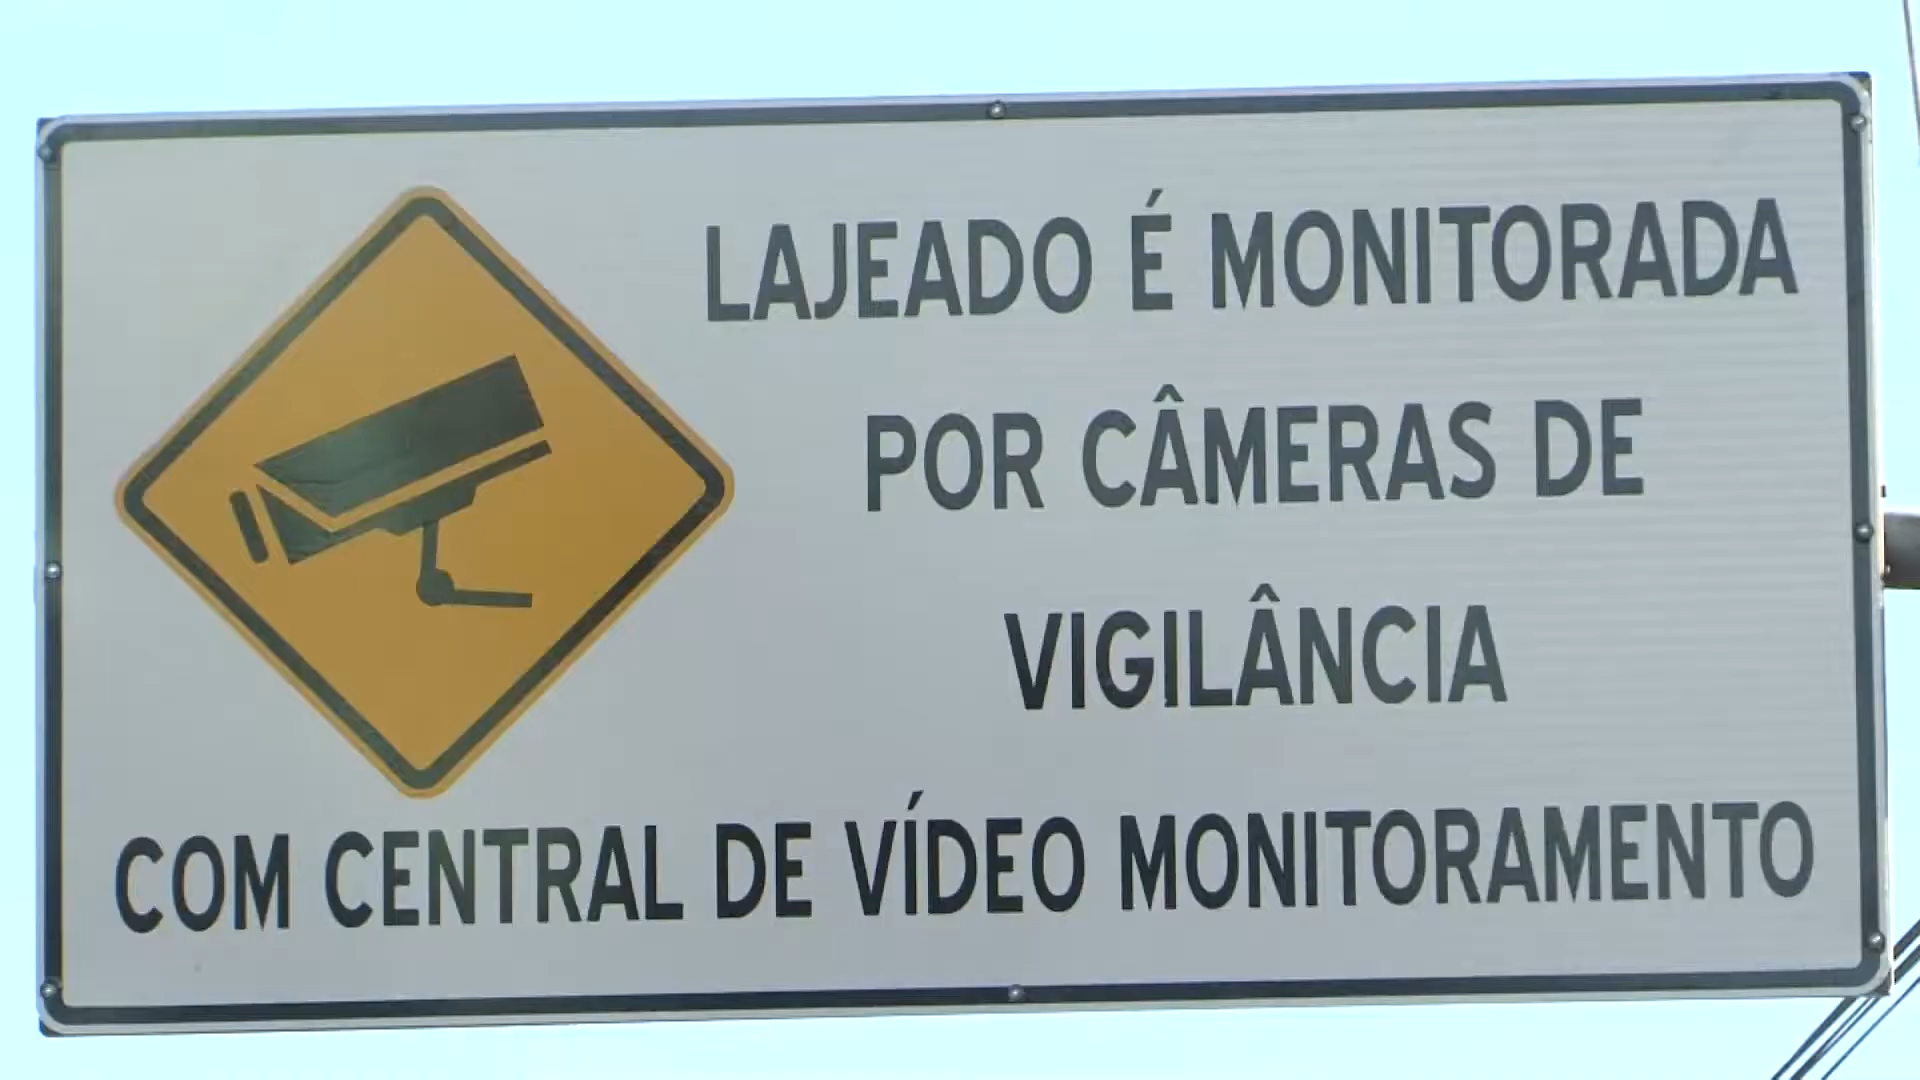 LAJEADO É MONITORADA
POR CÂMERAS DE
VIGILÂNCIA
COM CENTRAL DE VÍDEO MONITORAMENTO